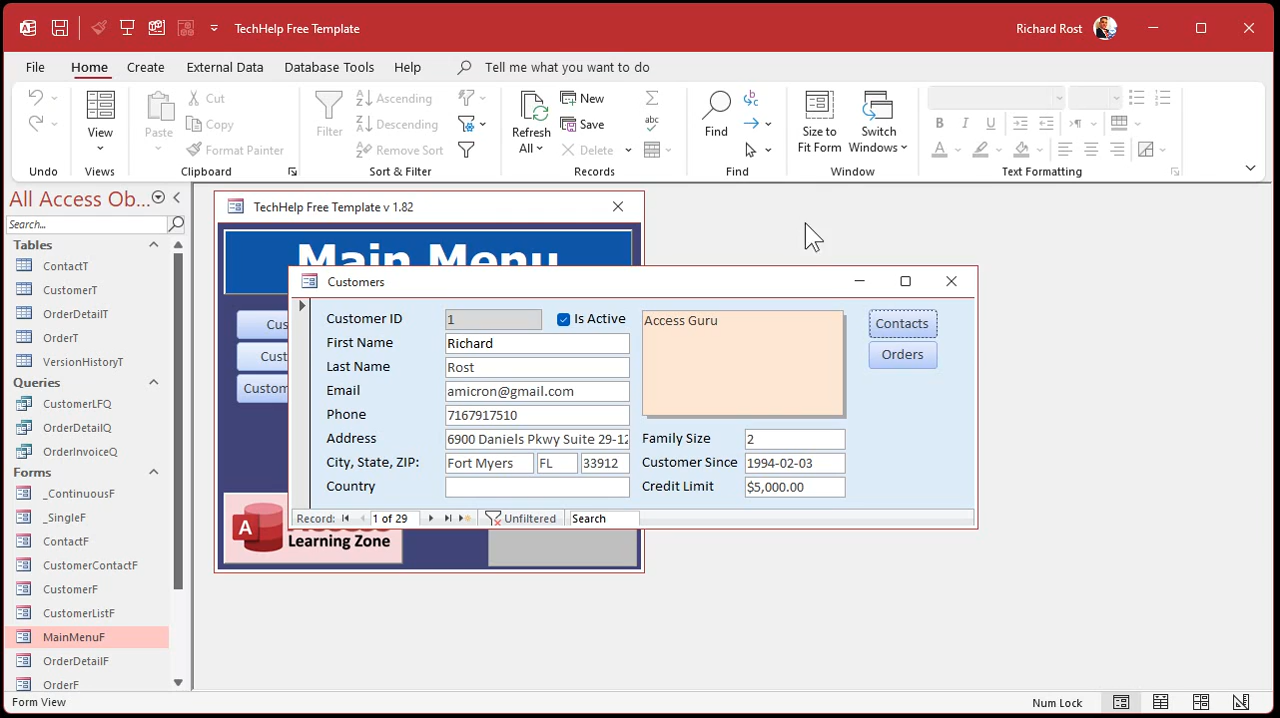 TechHelp Free Template
Richard Rost
File Home Create External Data Database Tools Help Tell me what you want to do
View
Paste
Cut
Copy
Format Painter
Filter
Ascending
Descending
Remove Sort
Refresh All
New
Save
Delete
Find
Size to Fit Form
Switch Windows
B I U
A
Undo Views Clipboard Sort & Filter Records Find Window Text Formatting
All Access Ob...
Search...
Tables
ContactT
CustomerT
OrderDetailT
OrderT
VersionHistoryT
Queries
CustomerLFQ
OrderDetailQ
OrderInvoiceQ
Forms
_ContinuousF
_SingleF
ContactF
CustomerContactF
CustomerF
CustomerListF
MainMenuF
OrderDetailF
OrderF
TechHelp Free Template v 1.82
Main Menu
Cus
Cust
Custom
A
Learning Zone
Customers
Customer ID 1 Is Active
First Name Richard
Last Name Rost
Email amicron@gmail.com
Phone 7167917510
Address 6900 Daniels Pkwy Suite 29-12
City, State, ZIP: Fort Myers FL 33912
Country
Access Guru
Family Size 2
Customer Since 1994-02-03
Credit Limit $5,000.00
Contacts
Orders
Record: 1 of 29 Unfiltered Search
Form View
Num Lock